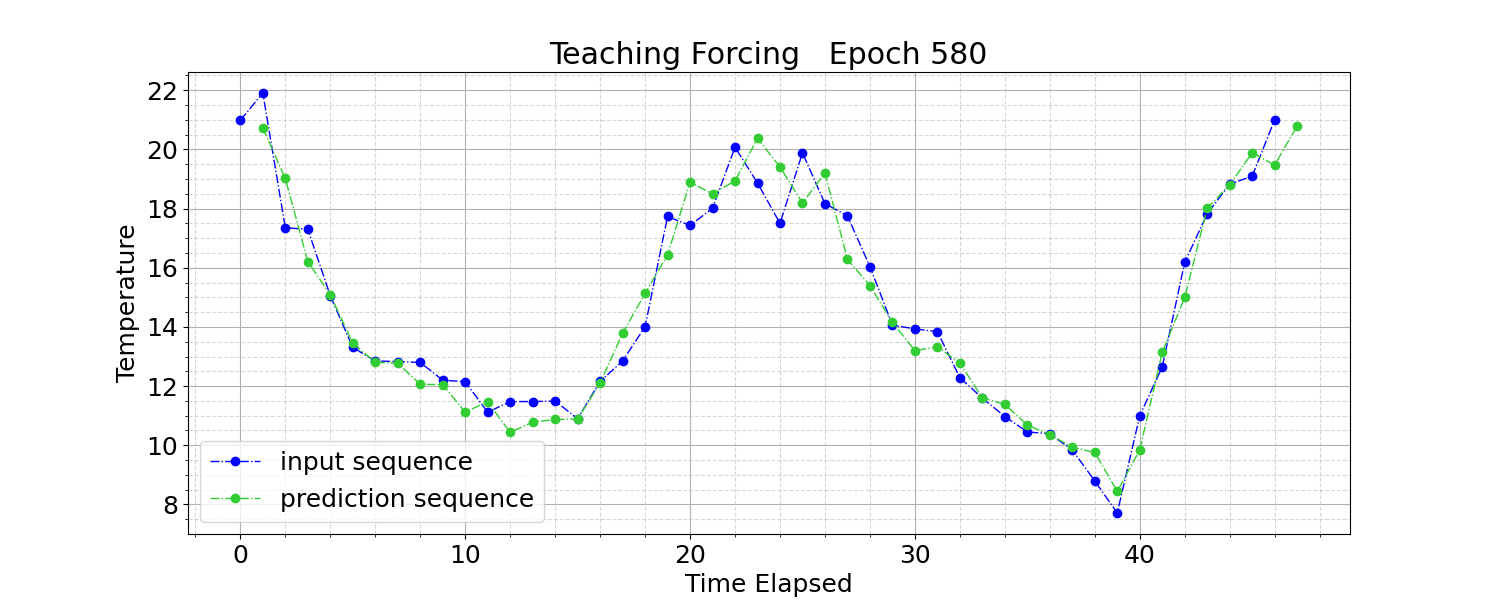 Teaching Forcing   Epoch 580
22
20
18
16
14
12
10
8
Temperature
input sequence
prediction sequence
0 10 20 30 40
Time Elapsed